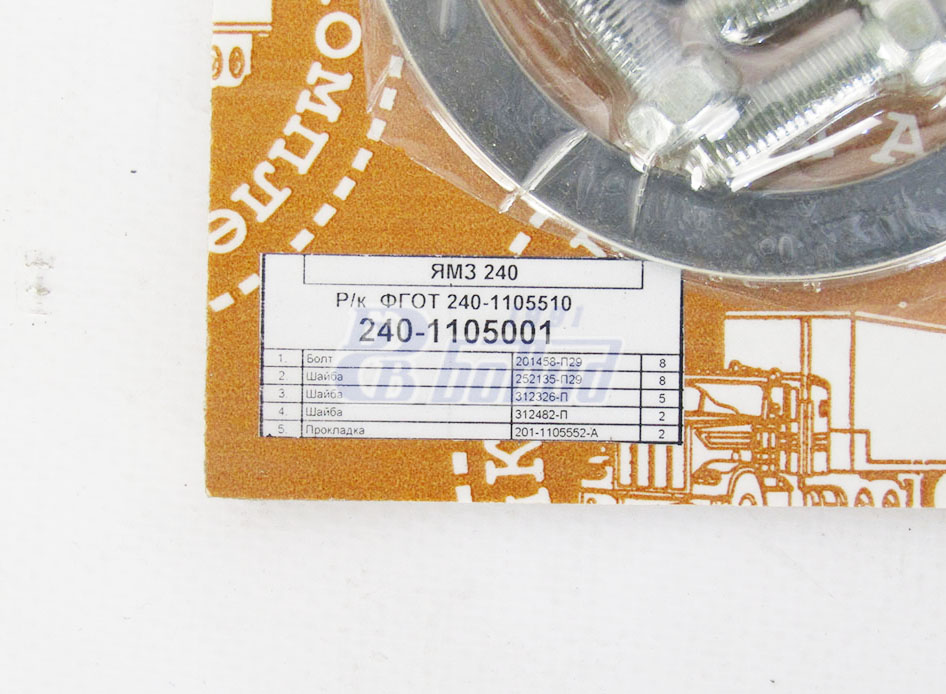 ОМПЛЕ
К
А
ЯМЗ 240
Р/к ФГОТ 240-1105510
240-1105001
1. Болт 201458-П29 8
2. Шайба 252135-П29 8
3. Шайба 312326-П 5
4. Шайба 312482-П 2
5. Прокладка 201-1105552-А 2